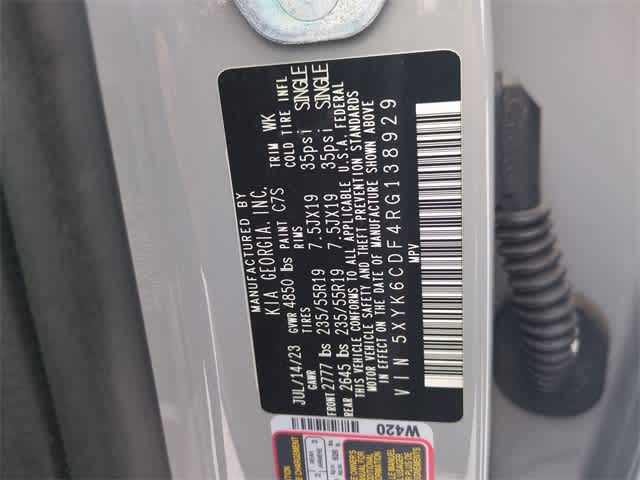 MANUFACTURED BY
KIA GEORGIA, INC.
JUL/14/23 GVWR 4850 lbs PAINT C7S TRIM WK
GAWR TIRES RIMS COLD TIRE INFL
FRONT 2777 lbs 235/55R19 7.5JX19 35psi SINGLE
REAR 2645 lbs 235/55R19 7.5JX19 35psi SINGLE
THIS VEHICLE CONFORMS TO ALL APPLICABLE U.S.A. FEDERAL
MOTOR VEHICLE SAFETY AND THEFT PREVENTION STANDARDS
IN EFFECT ON THE DATE OF MANUFACTURE SHOWN ABOVE
VIN 5XYK6CDF4RG138929
MPV
W420